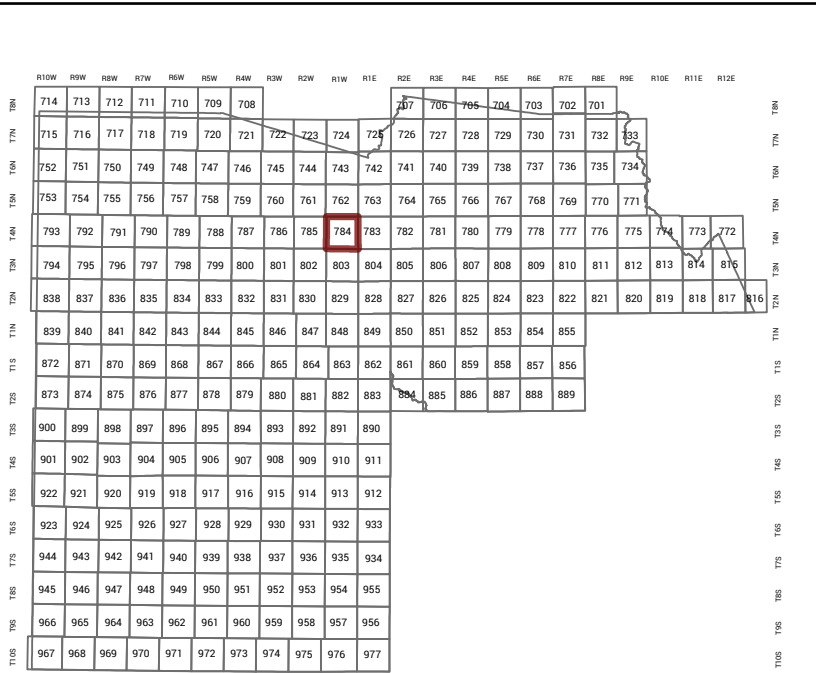 R10W R9W R8W R7W R6W R5W R4W R3W R2W R1W R1E R2E R3E R4E R5E R6E R7E R8E R9E R10E R11E R12E
T8N 714 713 712 711 710 709 708 707 706 705 704 703 702 701 T8N
T7N 715 716 717 718 719 720 721 722 723 724 725 726 727 728 729 730 731 732 733 T7N
T6N 752 751 750 749 748 747 746 745 744 743 742 741 740 739 738 737 736 735 734 T6N
T5N 753 754 755 756 757 758 759 760 761 762 763 764 765 766 767 768 769 770 771 T5N
T4N 793 792 791 790 789 788 787 786 785 784 783 782 781 780 779 778 777 776 775 774 773 772 T4N
T3N 794 795 796 797 798 799 800 801 802 803 804 805 806 807 808 809 810 811 812 813 814 815 T3N
T2N 838 837 836 835 834 833 832 831 830 829 828 827 826 825 824 823 822 821 820 819 818 817 816 T2N
T1N 839 840 841 842 843 844 845 846 847 848 849 850 851 852 853 854 855 T1N
T1S 872 871 870 869 868 867 866 865 864 863 862 861 860 859 858 857 856 T1S
T2S 873 874 875 876 877 878 879 880 881 882 883 884 885 886 887 888 889 T2S
T3S 900 899 898 897 896 895 894 893 892 891 890 T3S
T4S 901 902 903 904 905 906 907 908 909 910 911 T4S
T5S 922 921 920 919 918 917 916 915 914 913 912 T5S
T6S 923 924 925 926 927 928 929 930 931 932 933 T6S
T7S 944 943 942 941 940 939 938 937 936 935 934 T7S
T8S 945 946 947 948 949 950 951 952 953 954 955 T8S
T9S 966 965 964 963 962 961 960 959 958 957 956 T9S
T10S 967 968 969 970 971 972 973 974 975 976 977 T10S